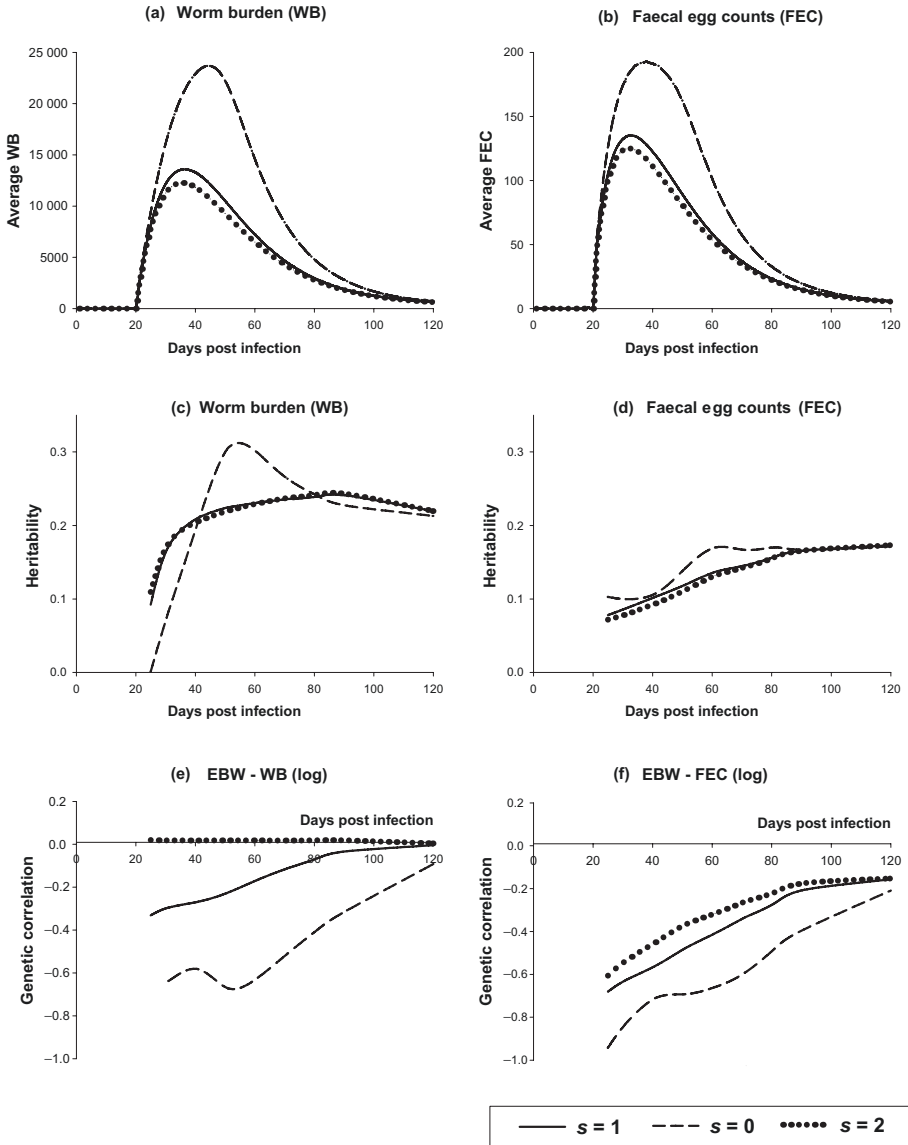 (a) Worm burden (WB)
Average WB
25 000
20 000
15 000
10 000
5000
0
0 20 40 60 80 100 120
Days post infection
(b) Faecal egg counts (FEC)
Average FEC
200
150
100
50
0
0 20 40 60 80 100 120
Days post infection
(c) Worm burden (WB)
Heritability
0.3
0.2
0.1
0.0
0 20 40 60 80 100 120
Days post infection
(d) Faecal egg counts (FEC)
Heritability
0.3
0.2
0.1
0.0
0 20 40 60 80 100 120
Days post infection
(e) EBW - WB (log)
Genetic correlation
0.2
0.0
−0.2
−0.4
−0.6
−0.8
−1.0
Days post infection
0 20 40 60 80 100 120
(f) EBW - FEC (log)
Genetic correlation
0.2
0.0
−0.2
−0.4
−0.6
−0.8
−1.0
Days post infection
0 20 40 60 80 100 120
s = 1 s = 0 s = 2